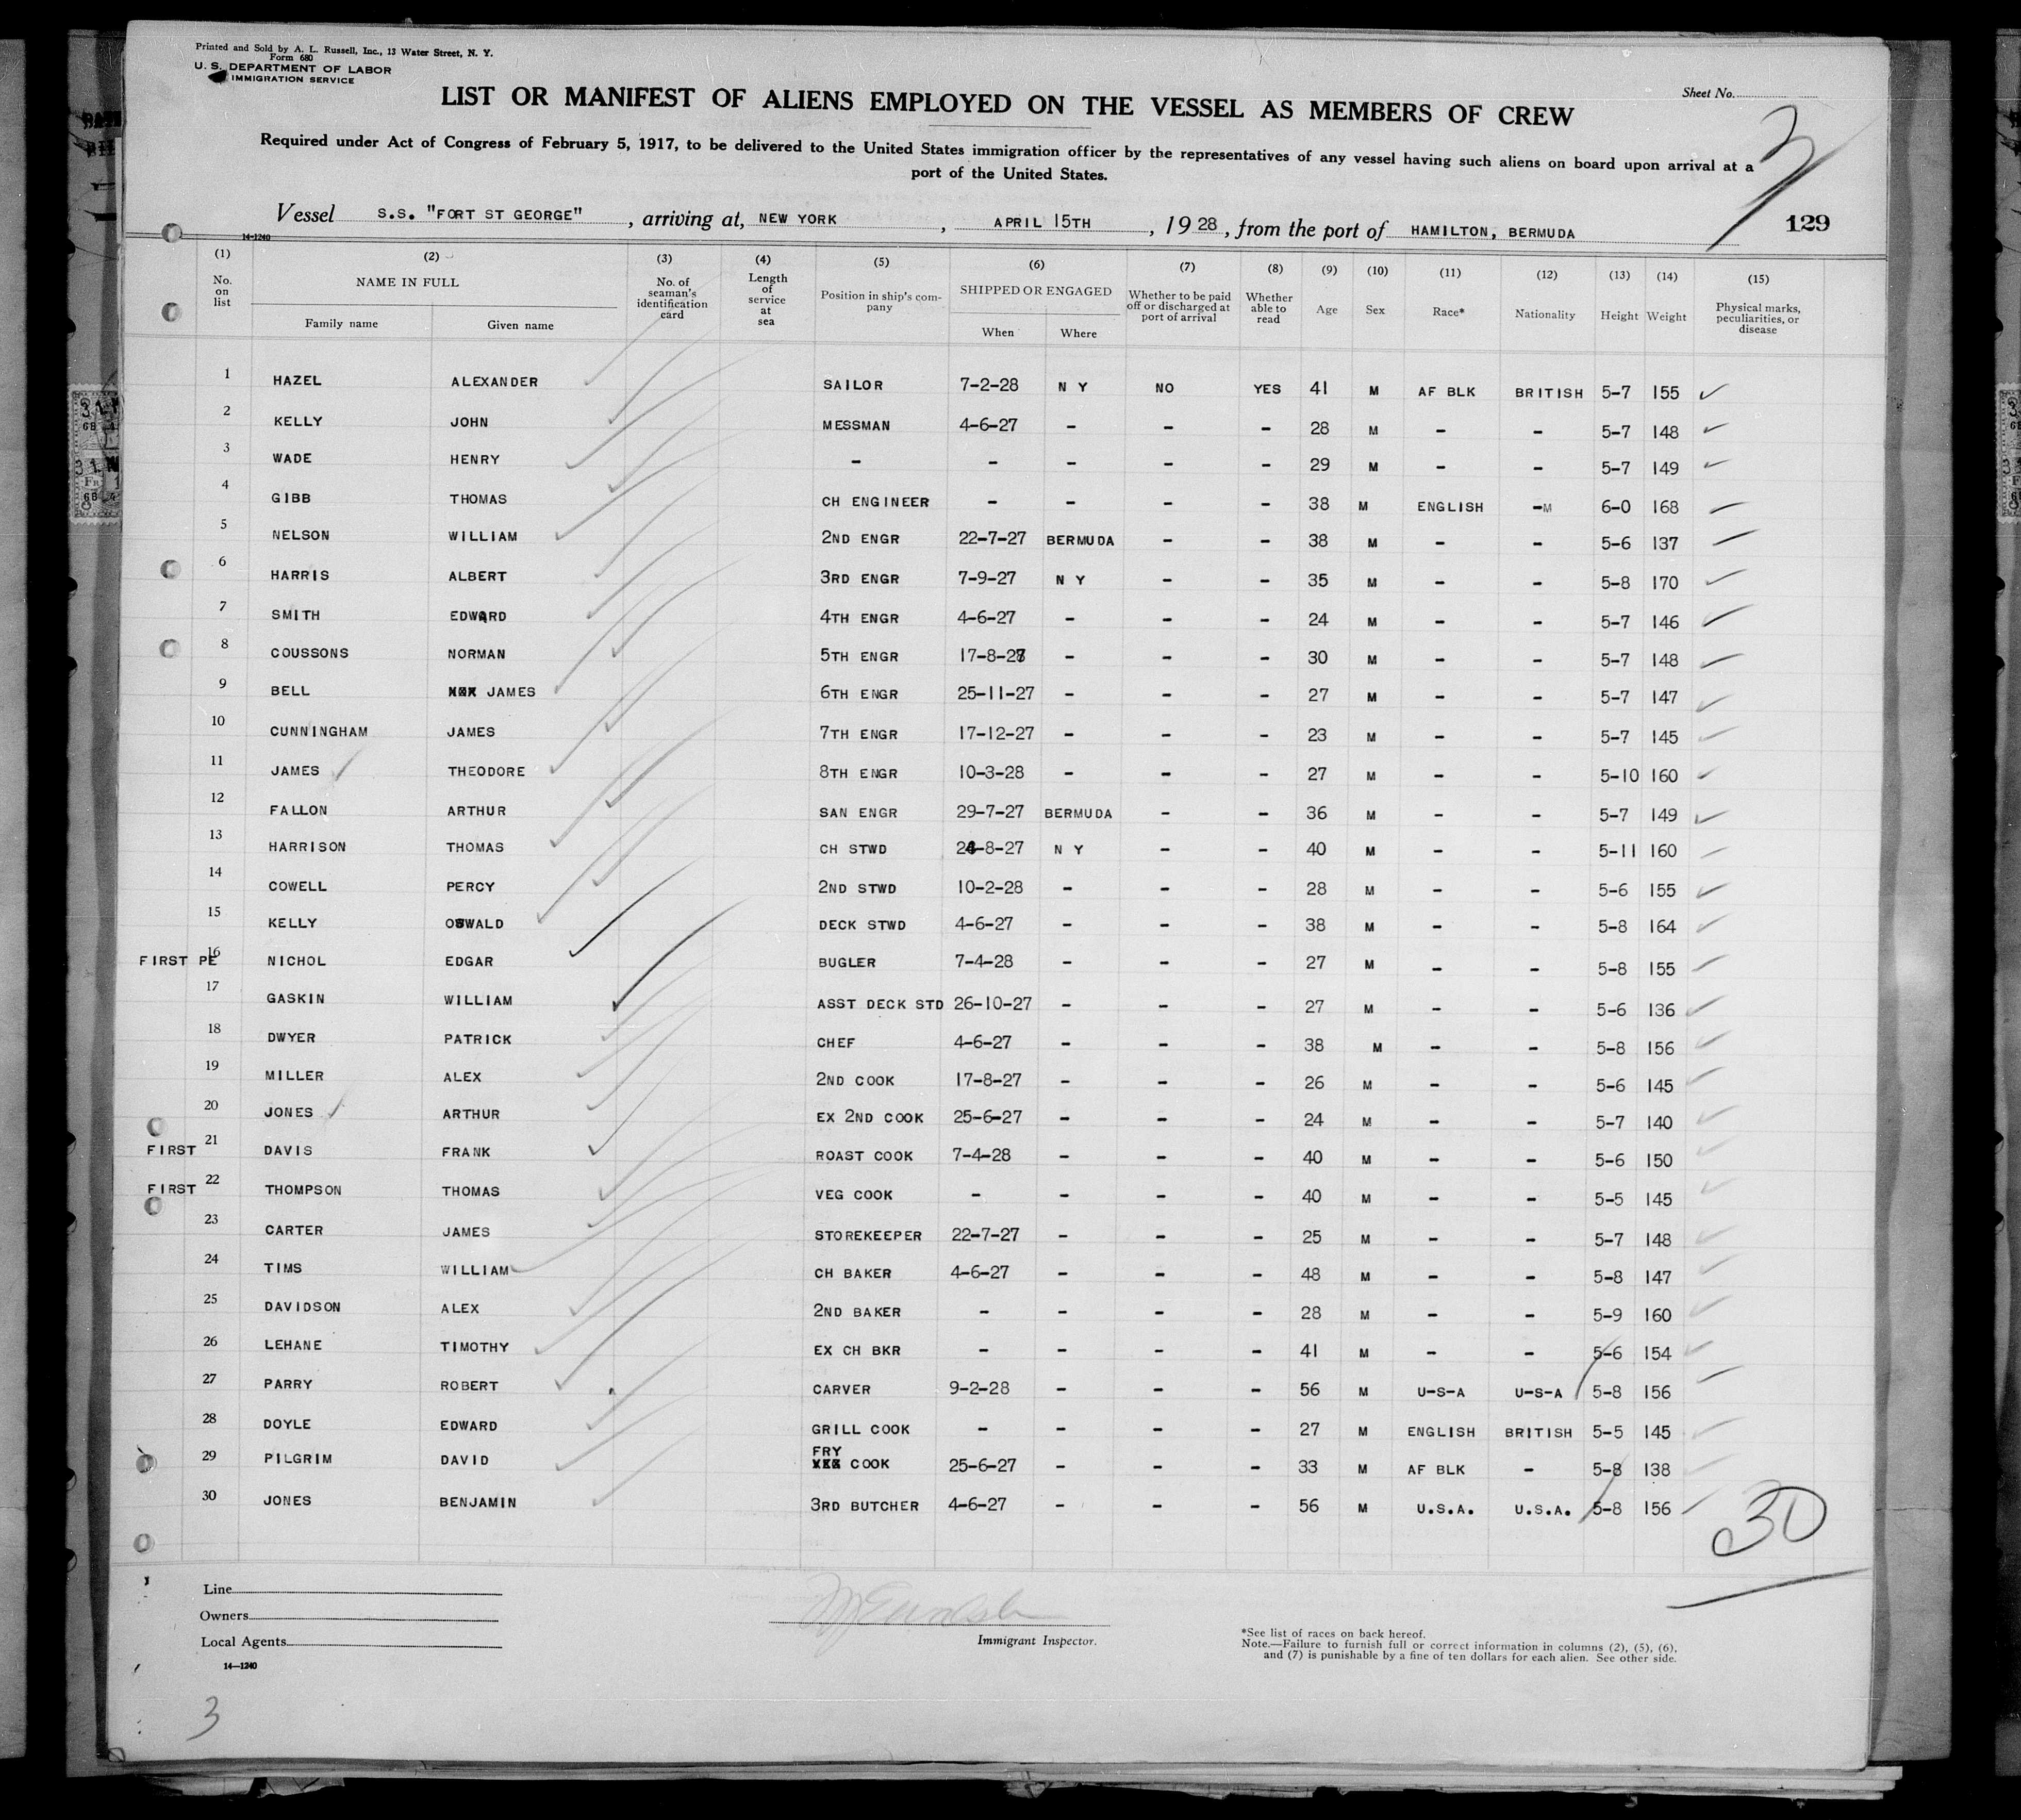 Printed and Sold by A. L. Russell, Inc., 13 Water Street, N. Y.
Form 680
U. S. DEPARTMENT OF LABOR
IMMIGRATION SERVICE
LIST OR MANIFEST OF ALIENS EMPLOYED ON THE VESSEL AS MEMBERS OF CREW
Sheet No.
3
Required under Act of Congress of February 5, 1917, to be delivered to the United States immigration officer by the representatives of any vessel having such aliens on board upon arrival at a
port of the United States.
Vessel S.S. "FORT ST GEORGE", arriving at, NEW YORK, APRIL 15TH, 1928, from the port of HAMILTON, BERMUDA
129
14-1240
(1) (2) (3) (4) (5) (6) (7) (8) (9) (10) (11) (12) (13) (14) (15)
No. on list NAME IN FULL Family name Given name No. of seaman's identification card Length of service at sea Position in ship's company SHIPPED OR ENGAGED When Where Whether to be paid off or discharged at port of arrival Whether able to read Age Sex Race* Nationality Height Weight Physical marks, peculiarities, or disease
1 HAZEL ALEXANDER SAILOR 7-2-28 N Y NO YES 41 M AF BLK BRITISH 5-7 155
2 KELLY JOHN MESSMAN 4-6-27 - - - 28 M - - 5-7 148
3 WADE HENRY - - - - - 29 M - - 5-7 149
4 GIBB THOMAS CH ENGINEER - - - - 38 M ENGLISH -M 6-0 168
5 NELSON WILLIAM 2ND ENGR 22-7-27 BERMUDA - - 38 M - - 5-6 137
6 HARRIS ALBERT 3RD ENGR 7-9-27 N Y - - 35 M - - 5-8 170
7 SMITH EDWARD 4TH ENGR 4-6-27 - - - 24 M - - 5-7 146
8 COUSSONS NORMAN 5TH ENGR 17-8-27 - - - 30 M - - 5-7 148
9 BELL JAMES 6TH ENGR 25-11-27 - - - 27 M - - 5-7 147
10 CUNNINGHAM JAMES 7TH ENGR 17-12-27 - - - 23 M - - 5-7 145
11 JAMES THEODORE 8TH ENGR 10-3-28 - - - 27 M - - 5-10 160
12 FALLON ARTHUR SAN ENGR 29-7-27 BERMUDA - - 36 M - - 5-7 149
13 HARRISON THOMAS CH STWD N Y - - 40 M - - 5-11 160
14 COWELL PERCY 2ND STWD 10-2-28 - - - 28 M - - 5-6 155
15 KELLY OSWALD DECK STWD 4-6-27 - - - 38 M - - 5-8 164
FIRST PE 16 NICHOL EDGAR BUGLER 7-4-28 - - - 27 M - - 5-8 155
17 GASKIN WILLIAM ASST DECK STD 26-10-27 - - - 27 M - - 5-6 136
18 DWYER PATRICK CHEF 4-6-27 - - - 38 M - - 5-8 156
19 MILLER ALEX 2ND COOK 17-8-27 - - - 26 M - - 5-6 145
20 JONES ARTHUR EX 2ND COOK 25-6-27 - - - 24 M - - 5-7 140
FIRST 21 DAVIS FRANK ROAST COOK 7-4-28 - - - 40 M - - 5-6 150
FIRST 22 THOMPSON THOMAS VEG COOK - - - - 40 M - - 5-5 145
23 CARTER JAMES STOREKEEPER 22-7-27 - - - 25 M - - 5-7 148
24 TIMS WILLIAM CH BAKER 4-6-27 - - - 48 M - - 5-8 147
25 DAVIDSON ALEX 2ND BAKER - - - - 28 M - - 5-9 160
26 LEHANE TIMOTHY EX CH BKR - - - - 41 M - - 5-6 154
27 PARRY ROBERT CARVER 9-2-28 - - - 56 M U-S-A U-S-A 5-8 156
28 DOYLE EDWARD GRILL COOK - - - - 27 M ENGLISH BRITISH 5-5 145
29 PILGRIM DAVID FRY COOK 25-6-27 - - - 33 M AF BLK - 5-8 138
30 JONES BENJAMIN 3RD BUTCHER 4-6-27 - - - 56 M U.S.A. U.S.A. 5-8 156
30
Line
Owners
Local Agents
14-1240
Immigrant Inspector.
*See list of races on back hereof.
Note.—Failure to furnish full or correct information in columns (2), (5), (6),
and (7) is punishable by a fine of ten dollars for each alien. See other side.
3